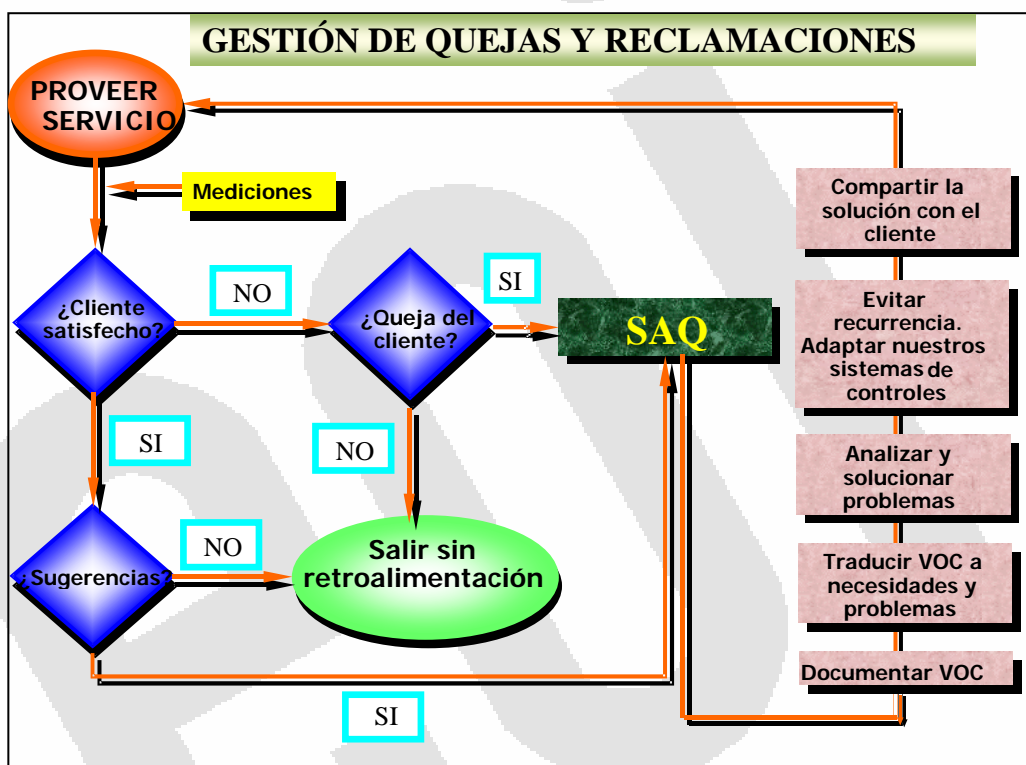 GESTIÓN DE QUEJAS Y RECLAMACIONES
PROVEER
SERVICIO
Mediciones
¿Cliente
satisfecho?
NO
¿Queja del
cliente?
SI
SAQ
SI
NO
¿Sugerencias?
NO
Salir sin
retroalimentación
SI
Compartir la
solución con el
cliente
Evitar
recurrencia.
Adaptar nuestros
sistemas de
controles
Analizar y
solucionar
problemas
Traducir VOC a
necesidades y
problemas
Documentar VOC